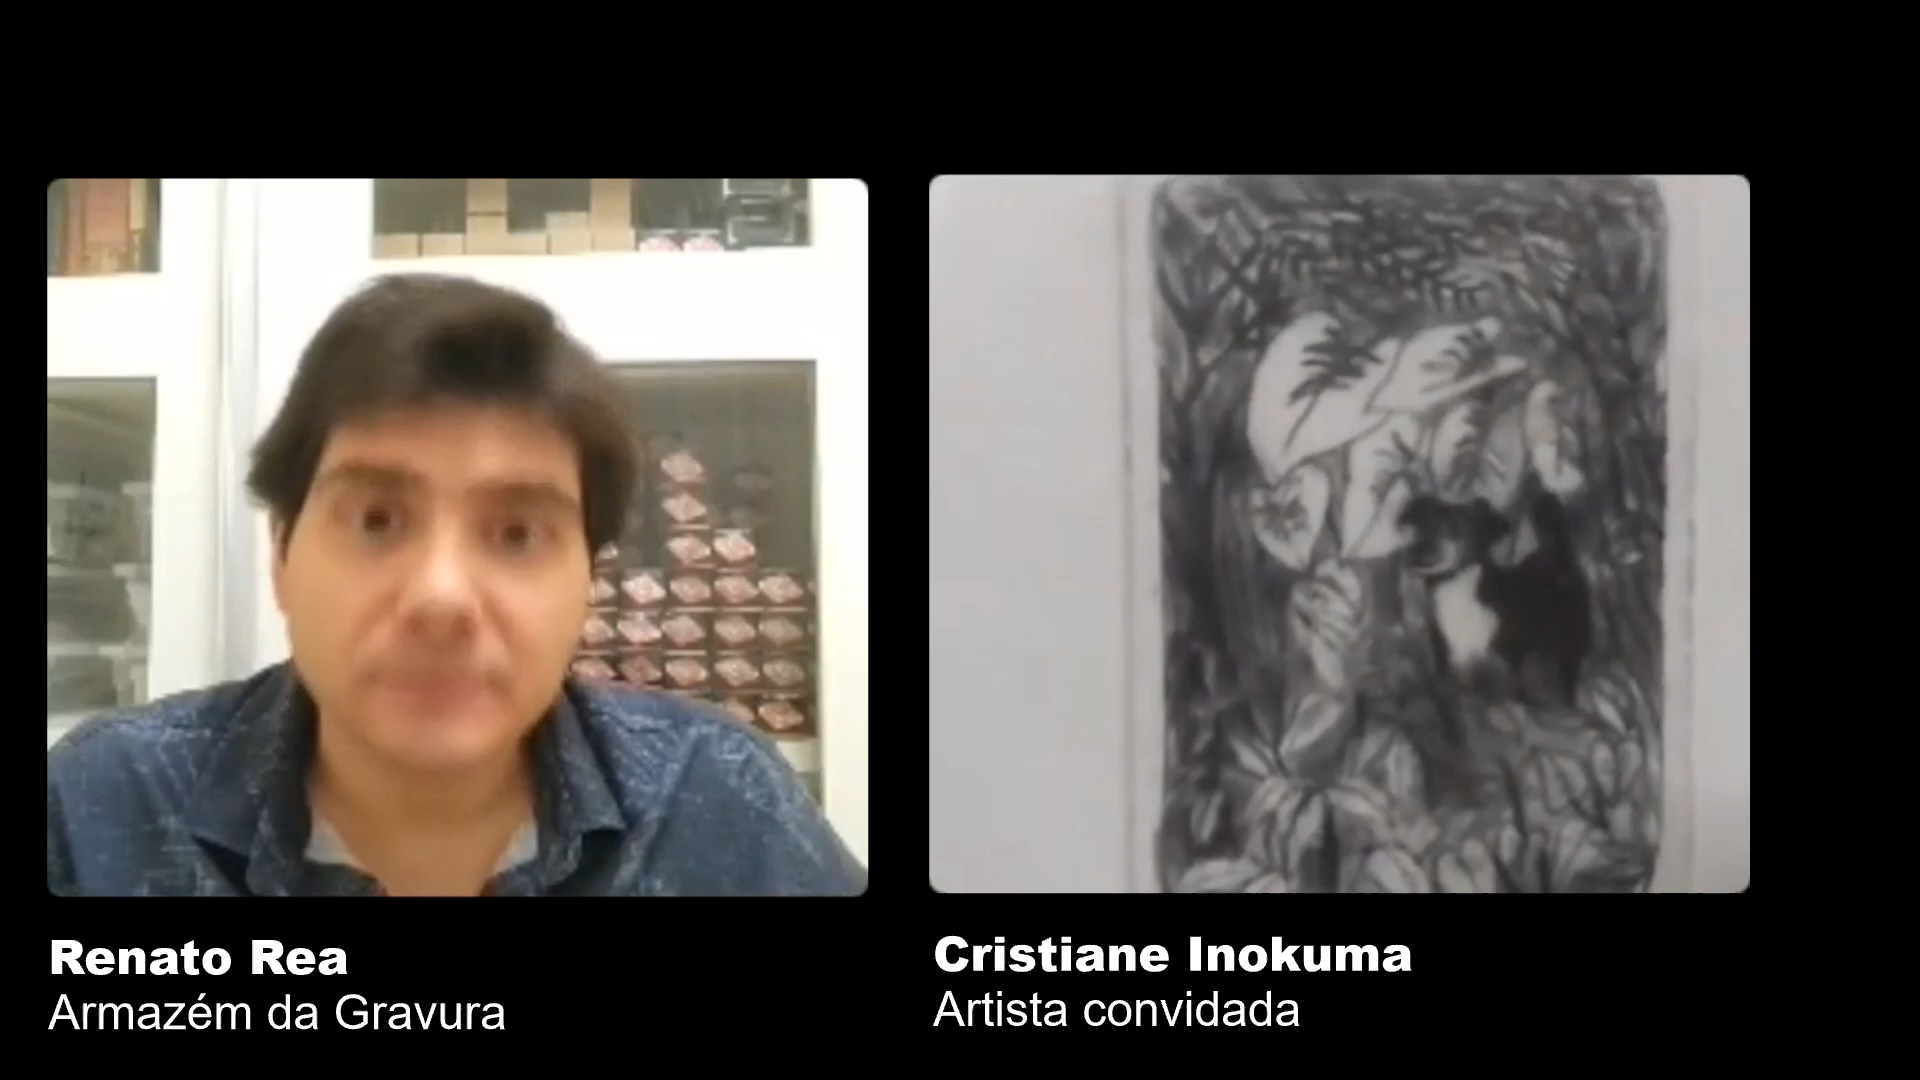 Renato Rea
Armazém da Gravura
Cristiane Inokuma
Artista convidada